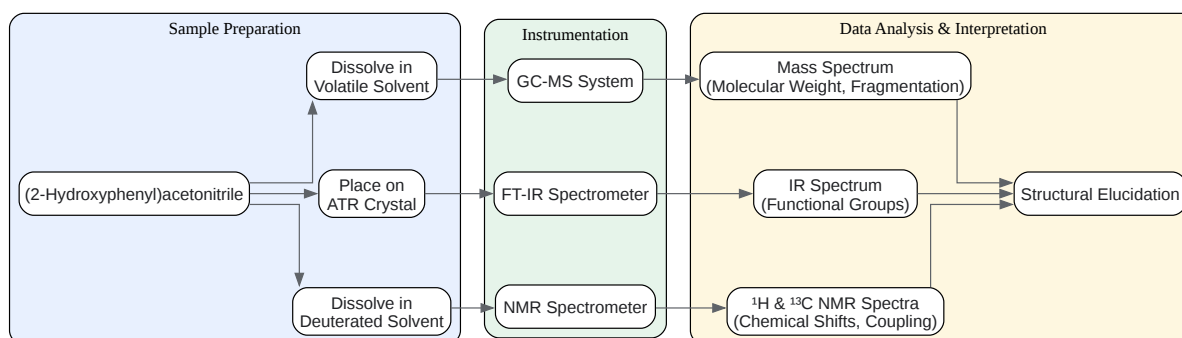 Sample Preparation
Instrumentation
Data Analysis & Interpretation
Dissolve in
Volatile Solvent
GC-MS System
Mass Spectrum
(Molecular Weight, Fragmentation)
(2-Hydroxyphenyl)acetonitrile
Place on
ATR Crystal
FT-IR Spectrometer
IR Spectrum
(Functional Groups)
Structural Elucidation
Dissolve in
Deuterated Solvent
NMR Spectrometer
¹H & ¹³C NMR Spectra
(Chemical Shifts, Coupling)